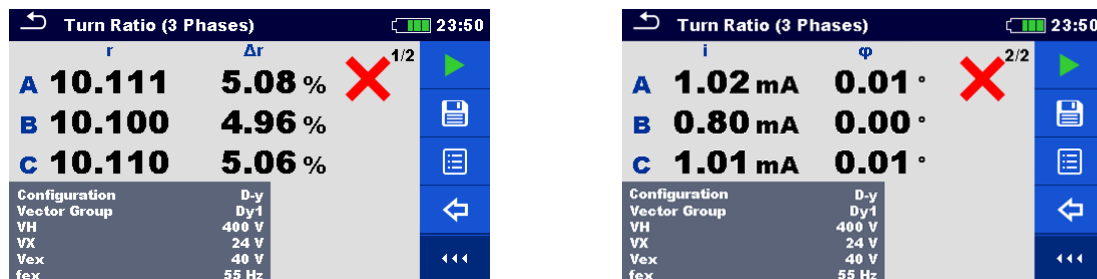 Turn Ratio (3 Phases) 23:50
r Δr 1/2
A 10.111 5.08 %
B 10.100 4.96 %
C 10.110 5.06 %
Configuration D-y
Vector Group Dy1
VH 400 V
VX 24 V
Vex 40 V
fex 55 Hz
Turn Ratio (3 Phases) 23:50
i φ 2/2
A 1.02 mA 0.01 °
B 0.80 mA 0.00 °
C 1.01 mA 0.01 °
Configuration D-y
Vector Group Dy1
VH 400 V
VX 24 V
Vex 40 V
fex 55 Hz